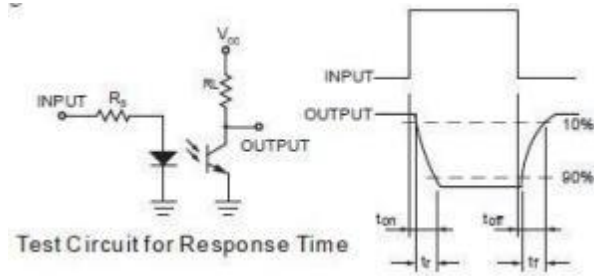 Vcc
RL
INPUT
Rs
OUTPUT
Test Circuit for Response Time
INPUT
OUTPUT
10%
90%
ton
toff
tr
tf